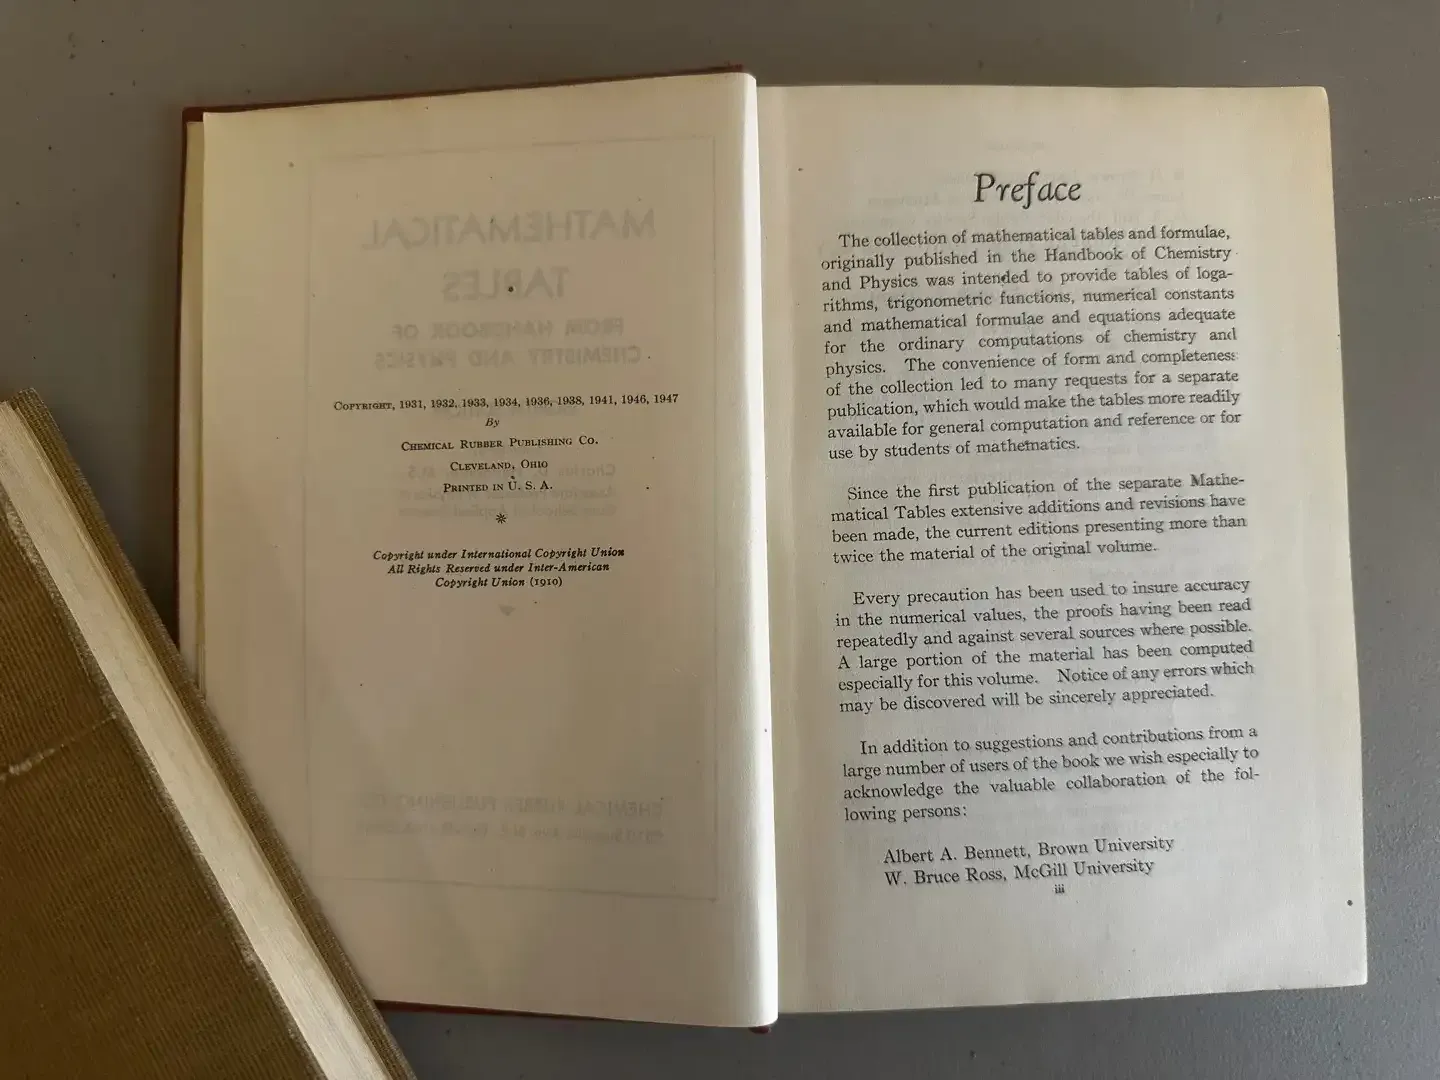 Copyright, 1931, 1932, 1933, 1934, 1936, 1938, 1941, 1946, 1947
By
Chemical Rubber Publishing Co.
Cleveland, Ohio
Printed in U. S. A.
Copyright under International Copyright Union
All Rights Reserved under Inter-American
Copyright Union (1910)
Preface
The collection of mathematical tables and formulae,
originally published in the Handbook of Chemistry
and Physics was intended to provide tables of loga-
rithms, trigonometric functions, numerical constants
and mathematical formulae and equations adequate
for the ordinary computations of chemistry and
physics. The convenience of form and completeness
of the collection led to many requests for a separate
publication, which would make the tables more readily
available for general computation and reference or for
use by students of mathematics.
Since the first publication of the separate Mathe-
matical Tables extensive additions and revisions have
been made, the current editions presenting more than
twice the material of the original volume.
Every precaution has been used to insure accuracy
in the numerical values, the proofs having been read
repeatedly and against several sources where possible.
A large portion of the material has been computed
especially for this volume. Notice of any errors which
may be discovered will be sincerely appreciated.
In addition to suggestions and contributions from a
large number of users of the book we wish especially to
acknowledge the valuable collaboration of the fol-
lowing persons:
Albert A. Bennett, Brown University
W. Bruce Ross, McGill University
iii